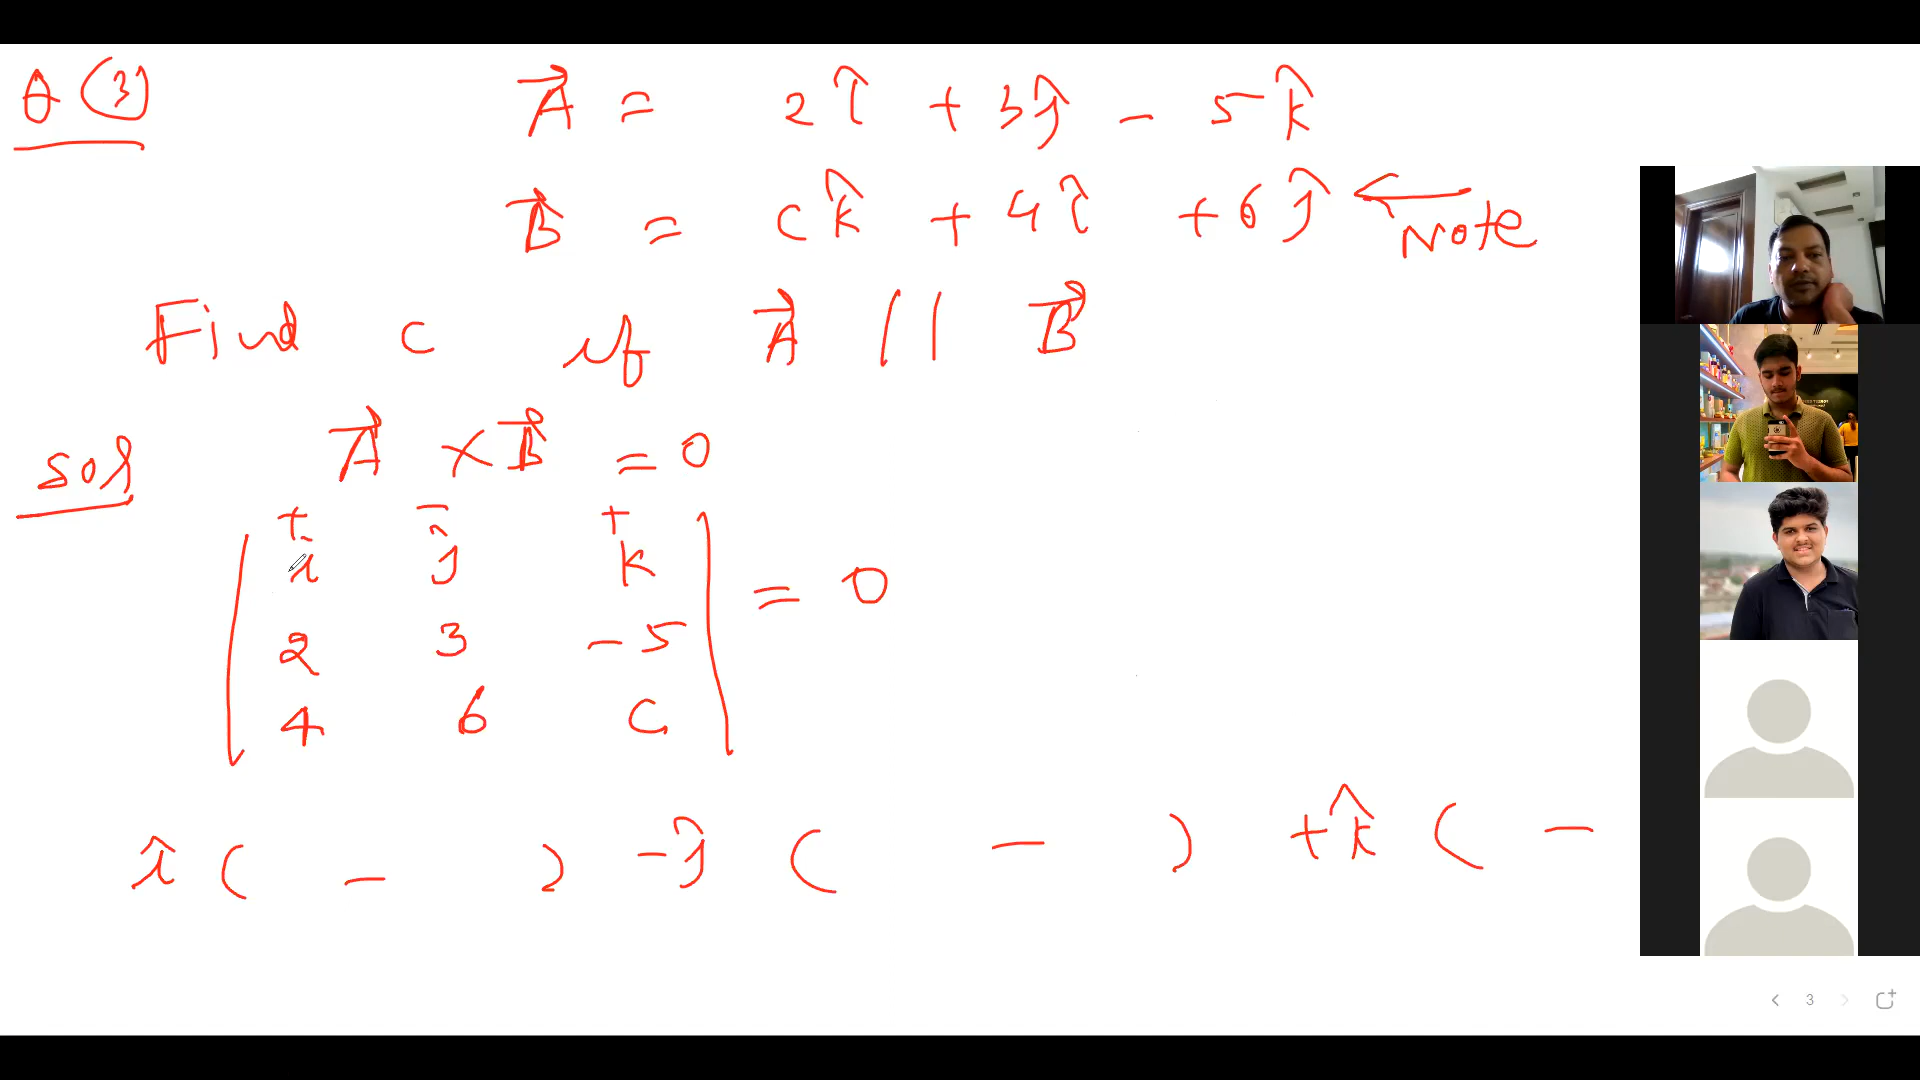 Q (3) A⃗ = 2î + 3ĵ - 5k̂
B⃗ = ck̂ + 4î + 6ĵ ← Note
Find c if A⃗ || B⃗
sol A⃗ × B⃗ = 0
+ - +
î ĵ k
2 3 -5 = 0
4 6 c
î ( - ) - ĵ ( - ) + k̂ ( -
3